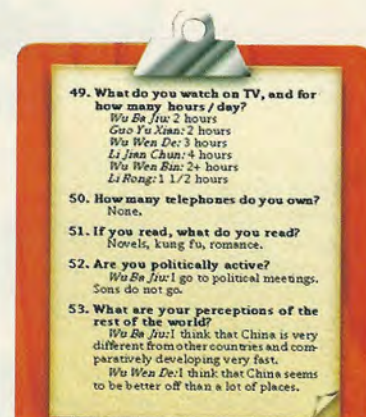 49. What do you watch on TV, and for
how many hours / day?
Wu Ba Jiu: 2 hours
Guo Yu Xian: 2 hours
Wu Wen De: 3 hours
Li Jian Chun: 4 hours
Wu Wen Bin: 2+ hours
Li Rong: 1 1/2 hours
50. How many telephones do you own?
None.
51. If you read, what do you read?
Novels, kung fu, romance.
52. Are you politically active?
Wu Ba Jiu: I go to political meetings.
Sons do not go.
53. What are your perceptions of the
rest of the world?
Wu Ba Jiu: I think that China is very
different from other countries and com-
paratively developing very fast.
Wu Wen De: I think that China seems
to be better off than a lot of places.